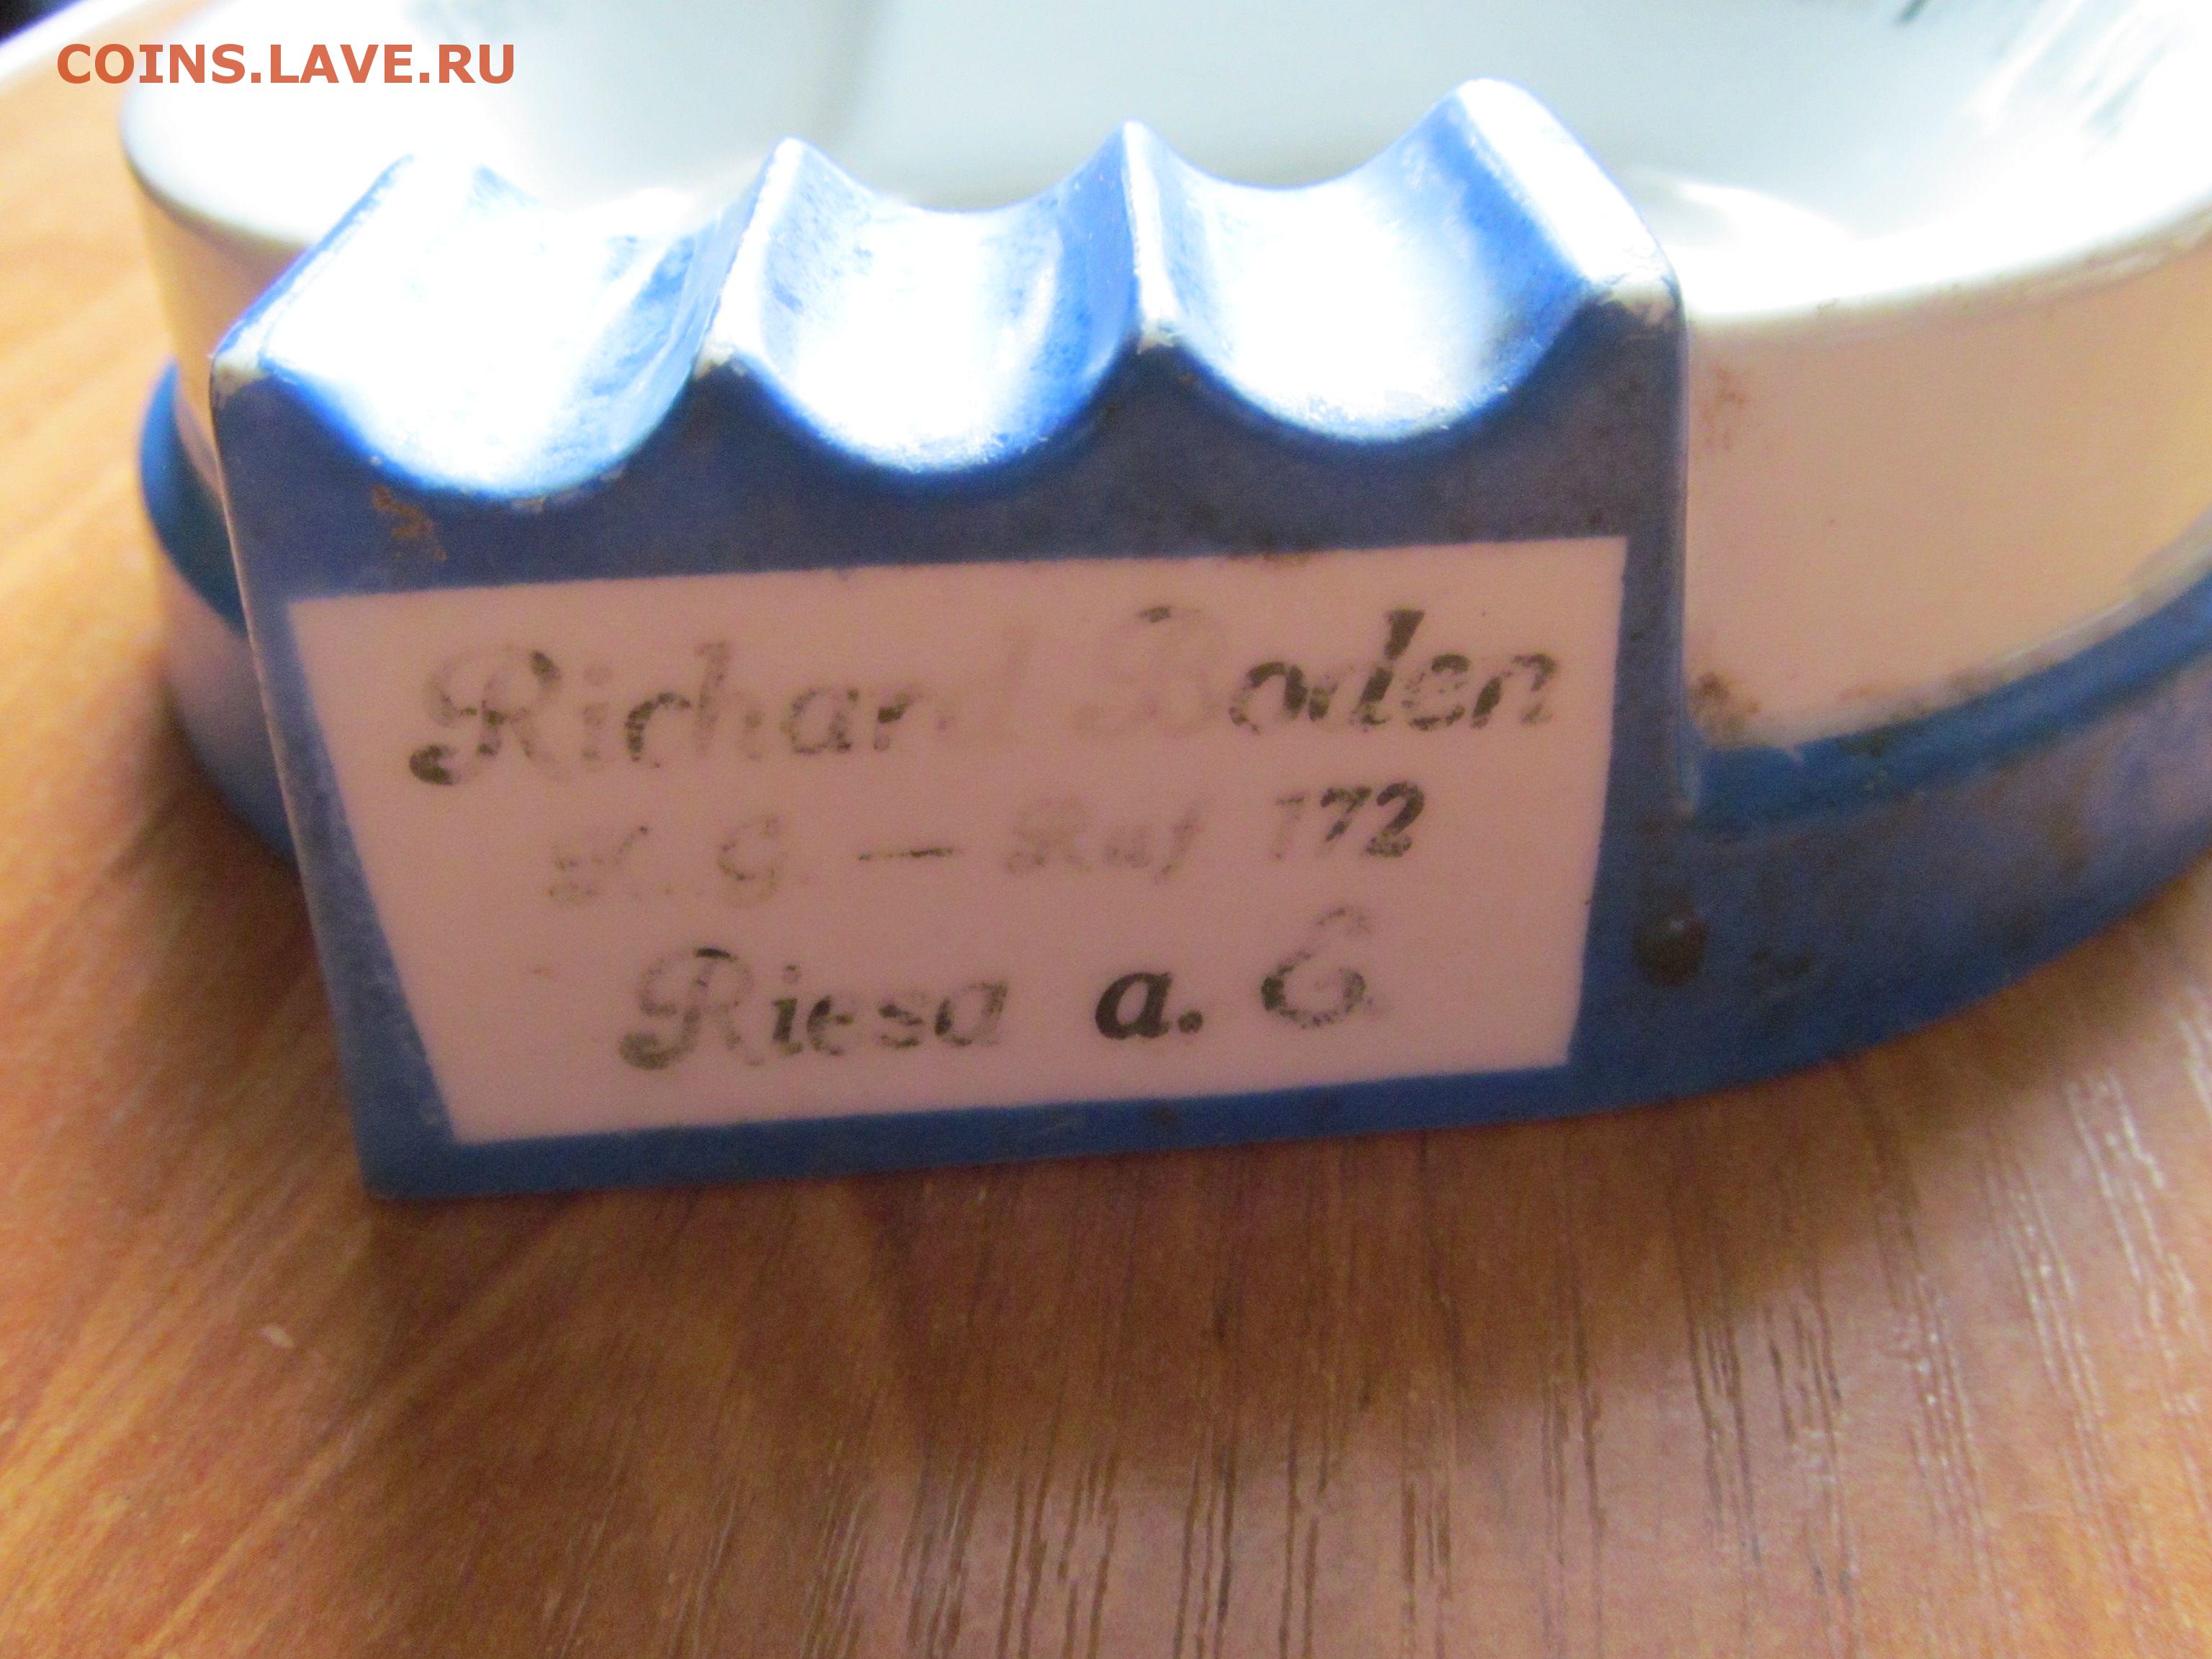 COINS.LAVE.RU
Richard Boden
K. G. — Ruf 172
Riesa a. E